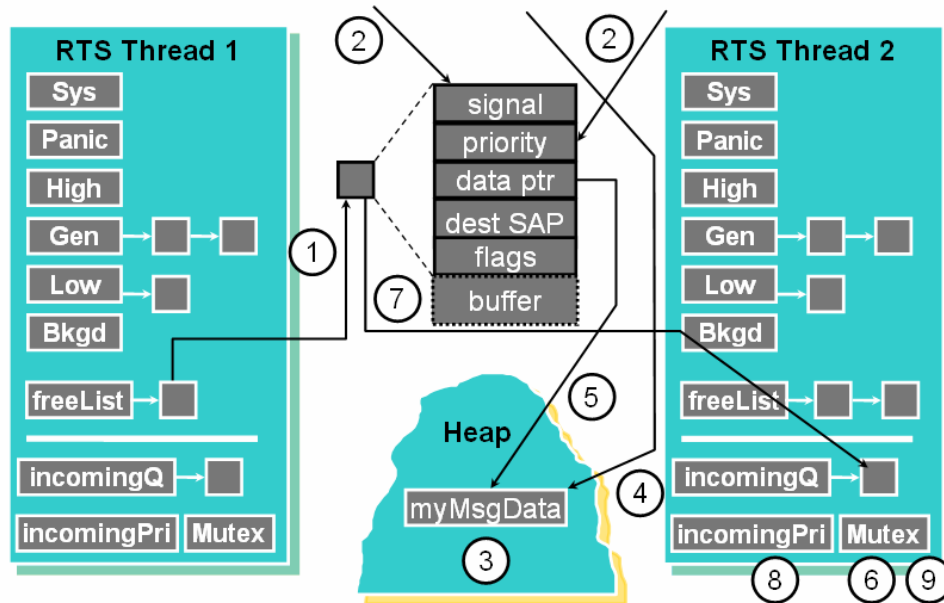 RTS Thread 1
Sys
Panic
High
Gen
Low
Bkgd
freeList
incomingQ
incomingPri
Mutex
2
2
signal
priority
data ptr
dest SAP
flags
buffer
1
7
5
Heap
4
myMsgData
3
RTS Thread 2
Sys
Panic
High
Gen
Low
Bkgd
freeList
incomingQ
incomingPri
Mutex
8
6
9